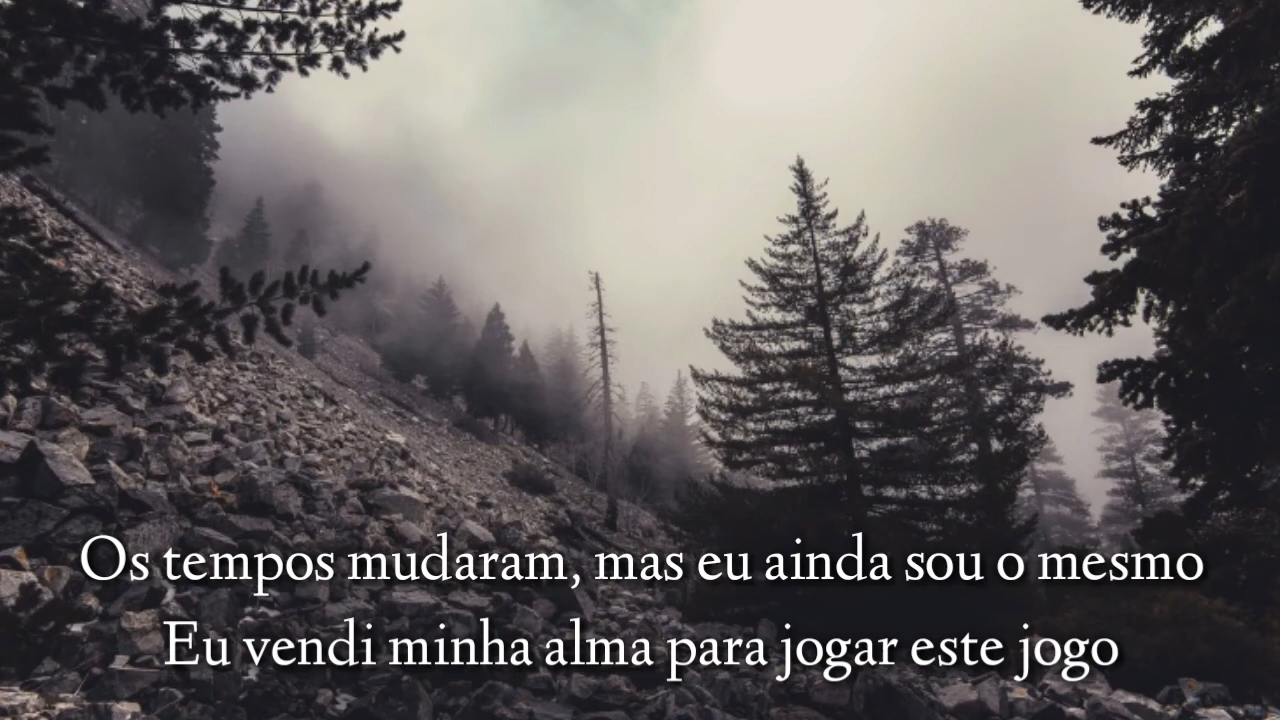 Os tempos mudaram, mas eu ainda sou o mesmo
Eu vendi minha alma para jogar este jogo